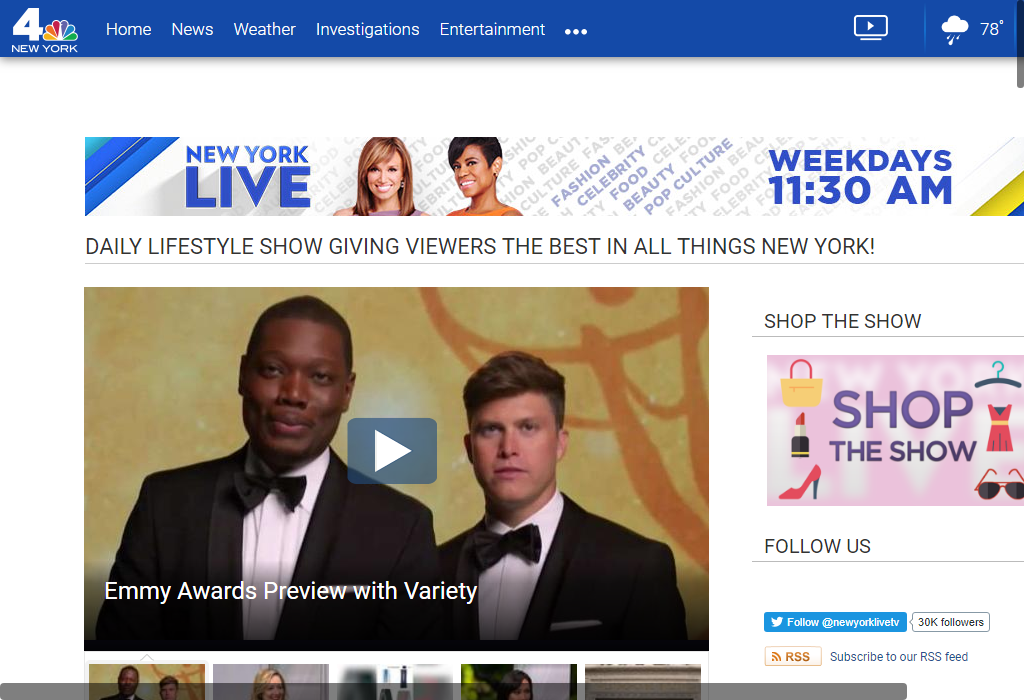 4
NEW YORK
Home News Weather Investigations Entertainment •••
78°
NEW YORK
LIVE
FASHION
CELEBRITY
FOOD
BEAUTY
POP CULTURE
WEEKDAYS
11:30 AM
DAILY LIFESTYLE SHOW GIVING VIEWERS THE BEST IN ALL THINGS NEW YORK!
Emmy Awards Preview with Variety
SHOP THE SHOW
SHOP
THE SHOW
FOLLOW US
Follow @newyorklivetv 30K followers
RSS Subscribe to our RSS feed